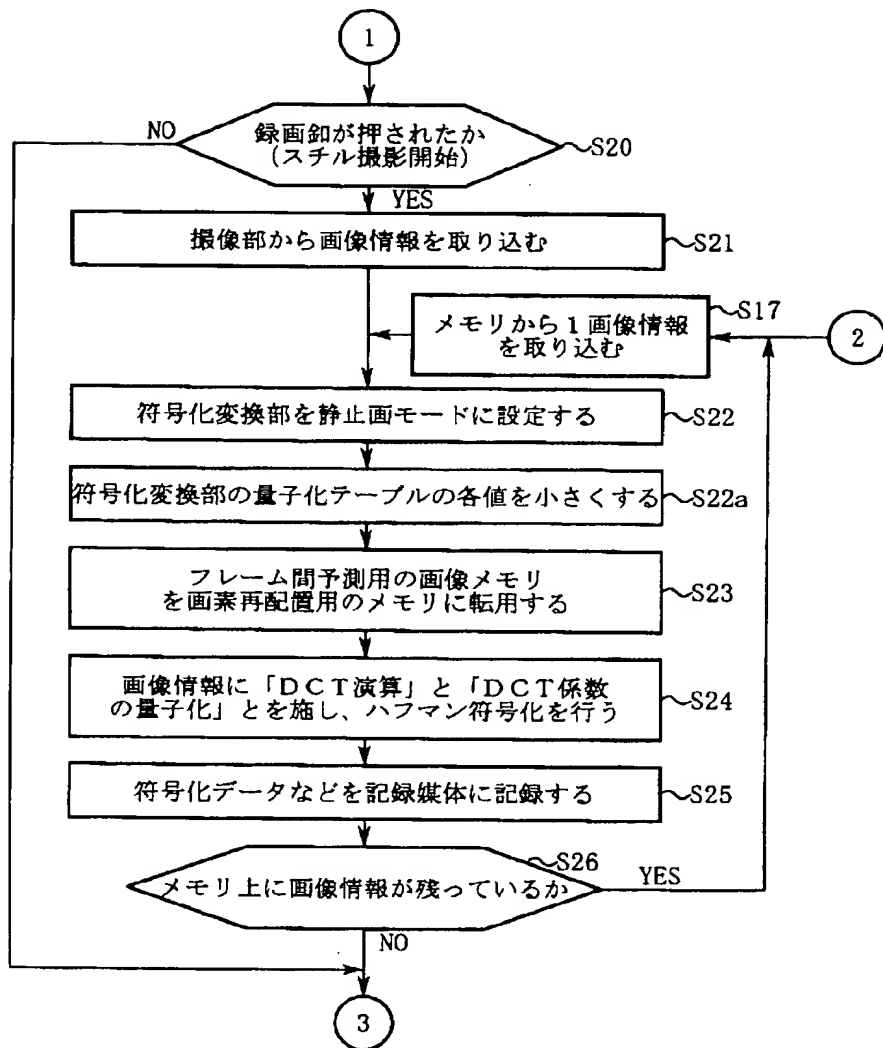 1
NO
録画釦が押されたか
(スチル撮影開始)
S20
YES
撮像部から画像情報を取り込む
S21
S17
メモリから1画像情報
を取り込む
2
符号化変換部を静止画モードに設定する
S22
符号化変換部の量子化テーブルの各値を小さくする
S22a
フレーム間予測用の画像メモリ
を画素再配置用のメモリに転用する
S23
画像情報に「DCT演算」と「DCT係数
の量子化」とを施し、ハフマン符号化を行う
S24
符号化データなどを記録媒体に記録する
S25
S26
メモリ上に画像情報が残っているか
YES
NO
3